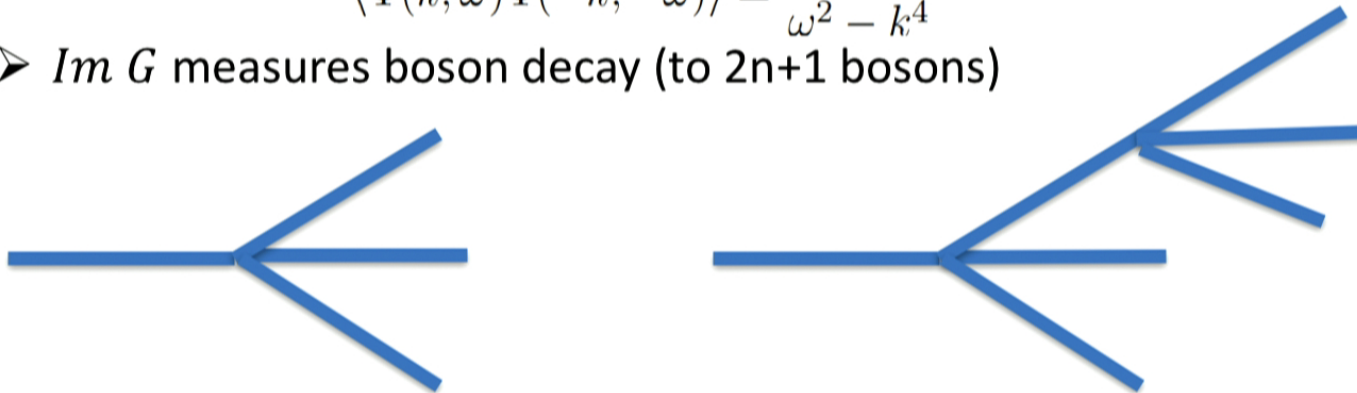 ω² − k⁴
➤ Im G measures boson decay (to 2n+1 bosons)